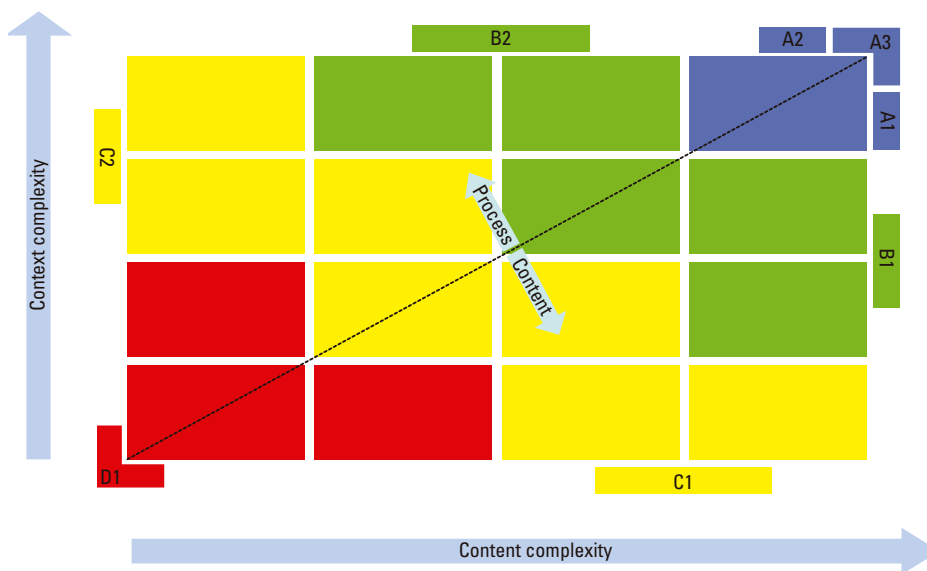 B2
A2
A3
A1
C2
Context complexity
Process
Content
B1
D1
C1
Content complexity